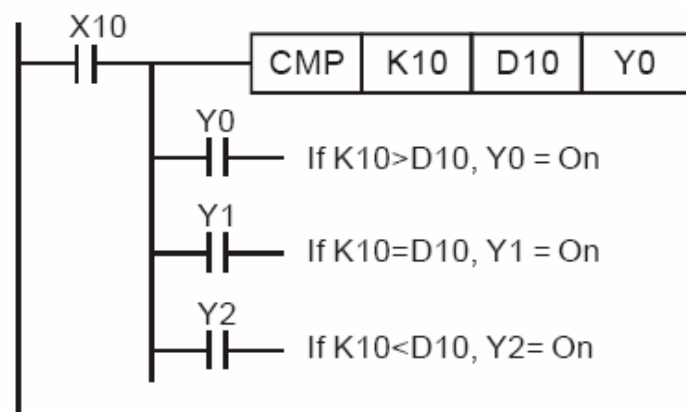 X10
CMP K10 D10 Y0
Y0
If K10>D10, Y0 = On
Y1
If K10=D10, Y1 = On
Y2
If K10<D10, Y2= On